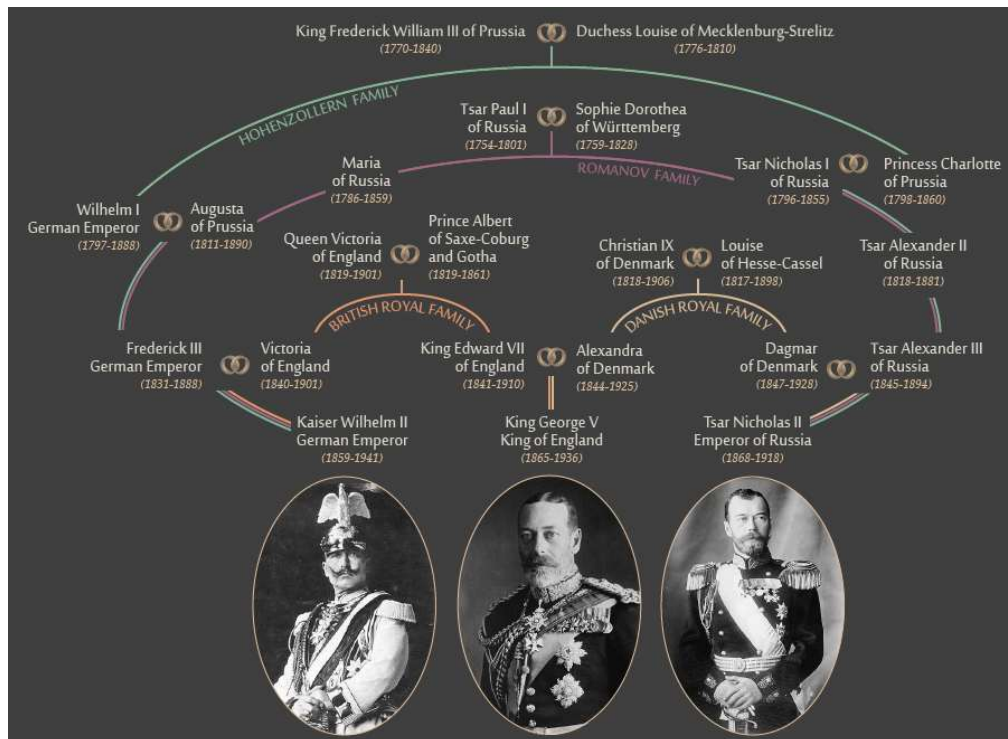 King Frederick William III of Prussia
(1770-1840)
Duchess Louise of Mecklenburg-Strelitz
(1776-1810)
HOHENZOLLERN FAMILY
Tsar Paul I
of Russia
(1754-1801)
Sophie Dorothea
of Württemberg
(1759-1828)
ROMANOV FAMILY
Maria
of Russia
(1786-1859)
Tsar Nicholas I
of Russia
(1796-1855)
Princess Charlotte
of Prussia
(1798-1860)
Wilhelm I
German Emperor
(1797-1888)
Augusta
of Prussia
(1811-1890)
Queen Victoria
of England
(1819-1901)
Prince Albert
of Saxe-Coburg
and Gotha
(1819-1861)
Christian IX
of Denmark
(1818-1906)
Louise
of Hesse-Cassel
(1817-1898)
Tsar Alexander II
of Russia
(1818-1881)
BRITISH ROYAL FAMILY
DANISH ROYAL FAMILY
Frederick III
German Emperor
(1831-1888)
Victoria
of England
(1840-1901)
King Edward VII
of England
(1841-1910)
Alexandra
of Denmark
(1844-1925)
Dagmar
of Denmark
(1847-1928)
Tsar Alexander III
of Russia
(1845-1894)
Kaiser Wilhelm II
German Emperor
(1859-1941)
King George V
King of England
(1865-1936)
Tsar Nicholas II
Emperor of Russia
(1868-1918)